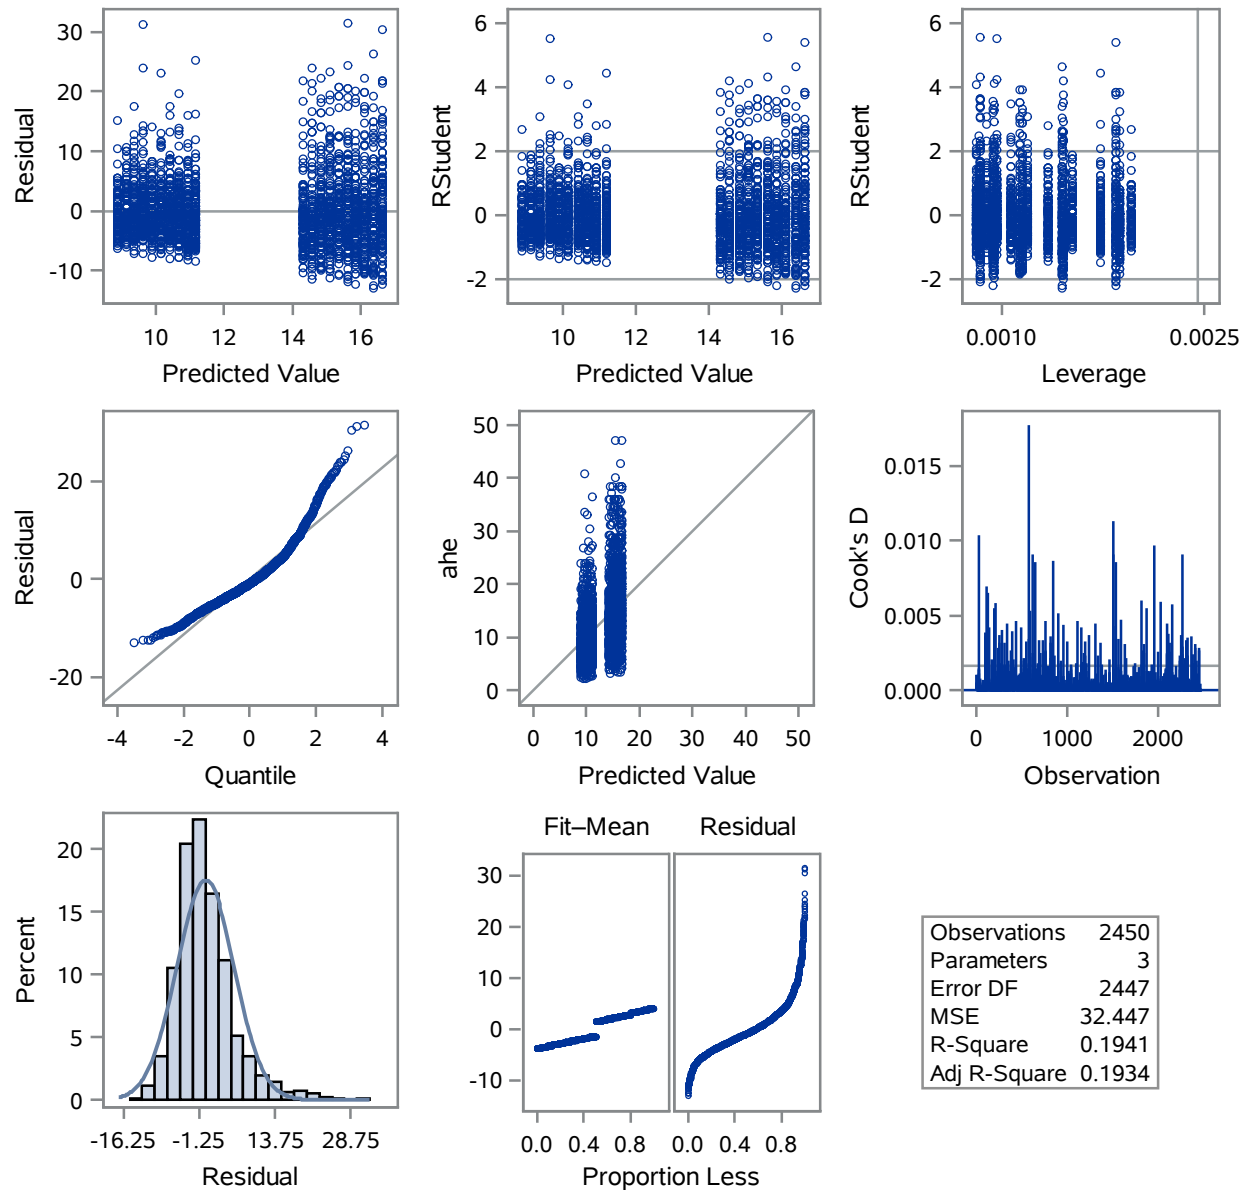 30
20
10
0
-10
Residual
10 12 14 16
Predicted Value
6
4
2
0
-2
RStudent
10 12 14 16
Predicted Value
6
4
2
0
-2
RStudent
0.0010 0.0025
Leverage
20
0
-20
Residual
-4 -2 0 2 4
Quantile
50
40
30
20
10
0
ahe
0 10 20 30 40 50
Predicted Value
0.015
0.010
0.005
0.000
Cook's D
0 1000 2000
Observation
20
15
10
5
0
Percent
-16.25 -1.25 13.75 28.75
Residual
Fit–Mean Residual
30
20
10
0
-10
0.0 0.4 0.8 0.0 0.4 0.8
Proportion Less
Observations 2450
Parameters 3
Error DF 2447
MSE 32.447
R-Square 0.1941
Adj R-Square 0.1934